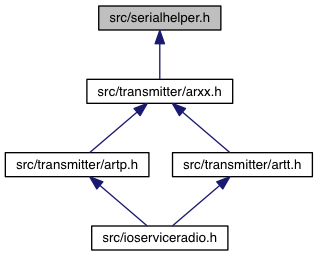 src/serialhelper.h
src/transmitter/arxx.h
src/transmitter/artp.h
src/transmitter/artt.h
src/ioserviceradio.h